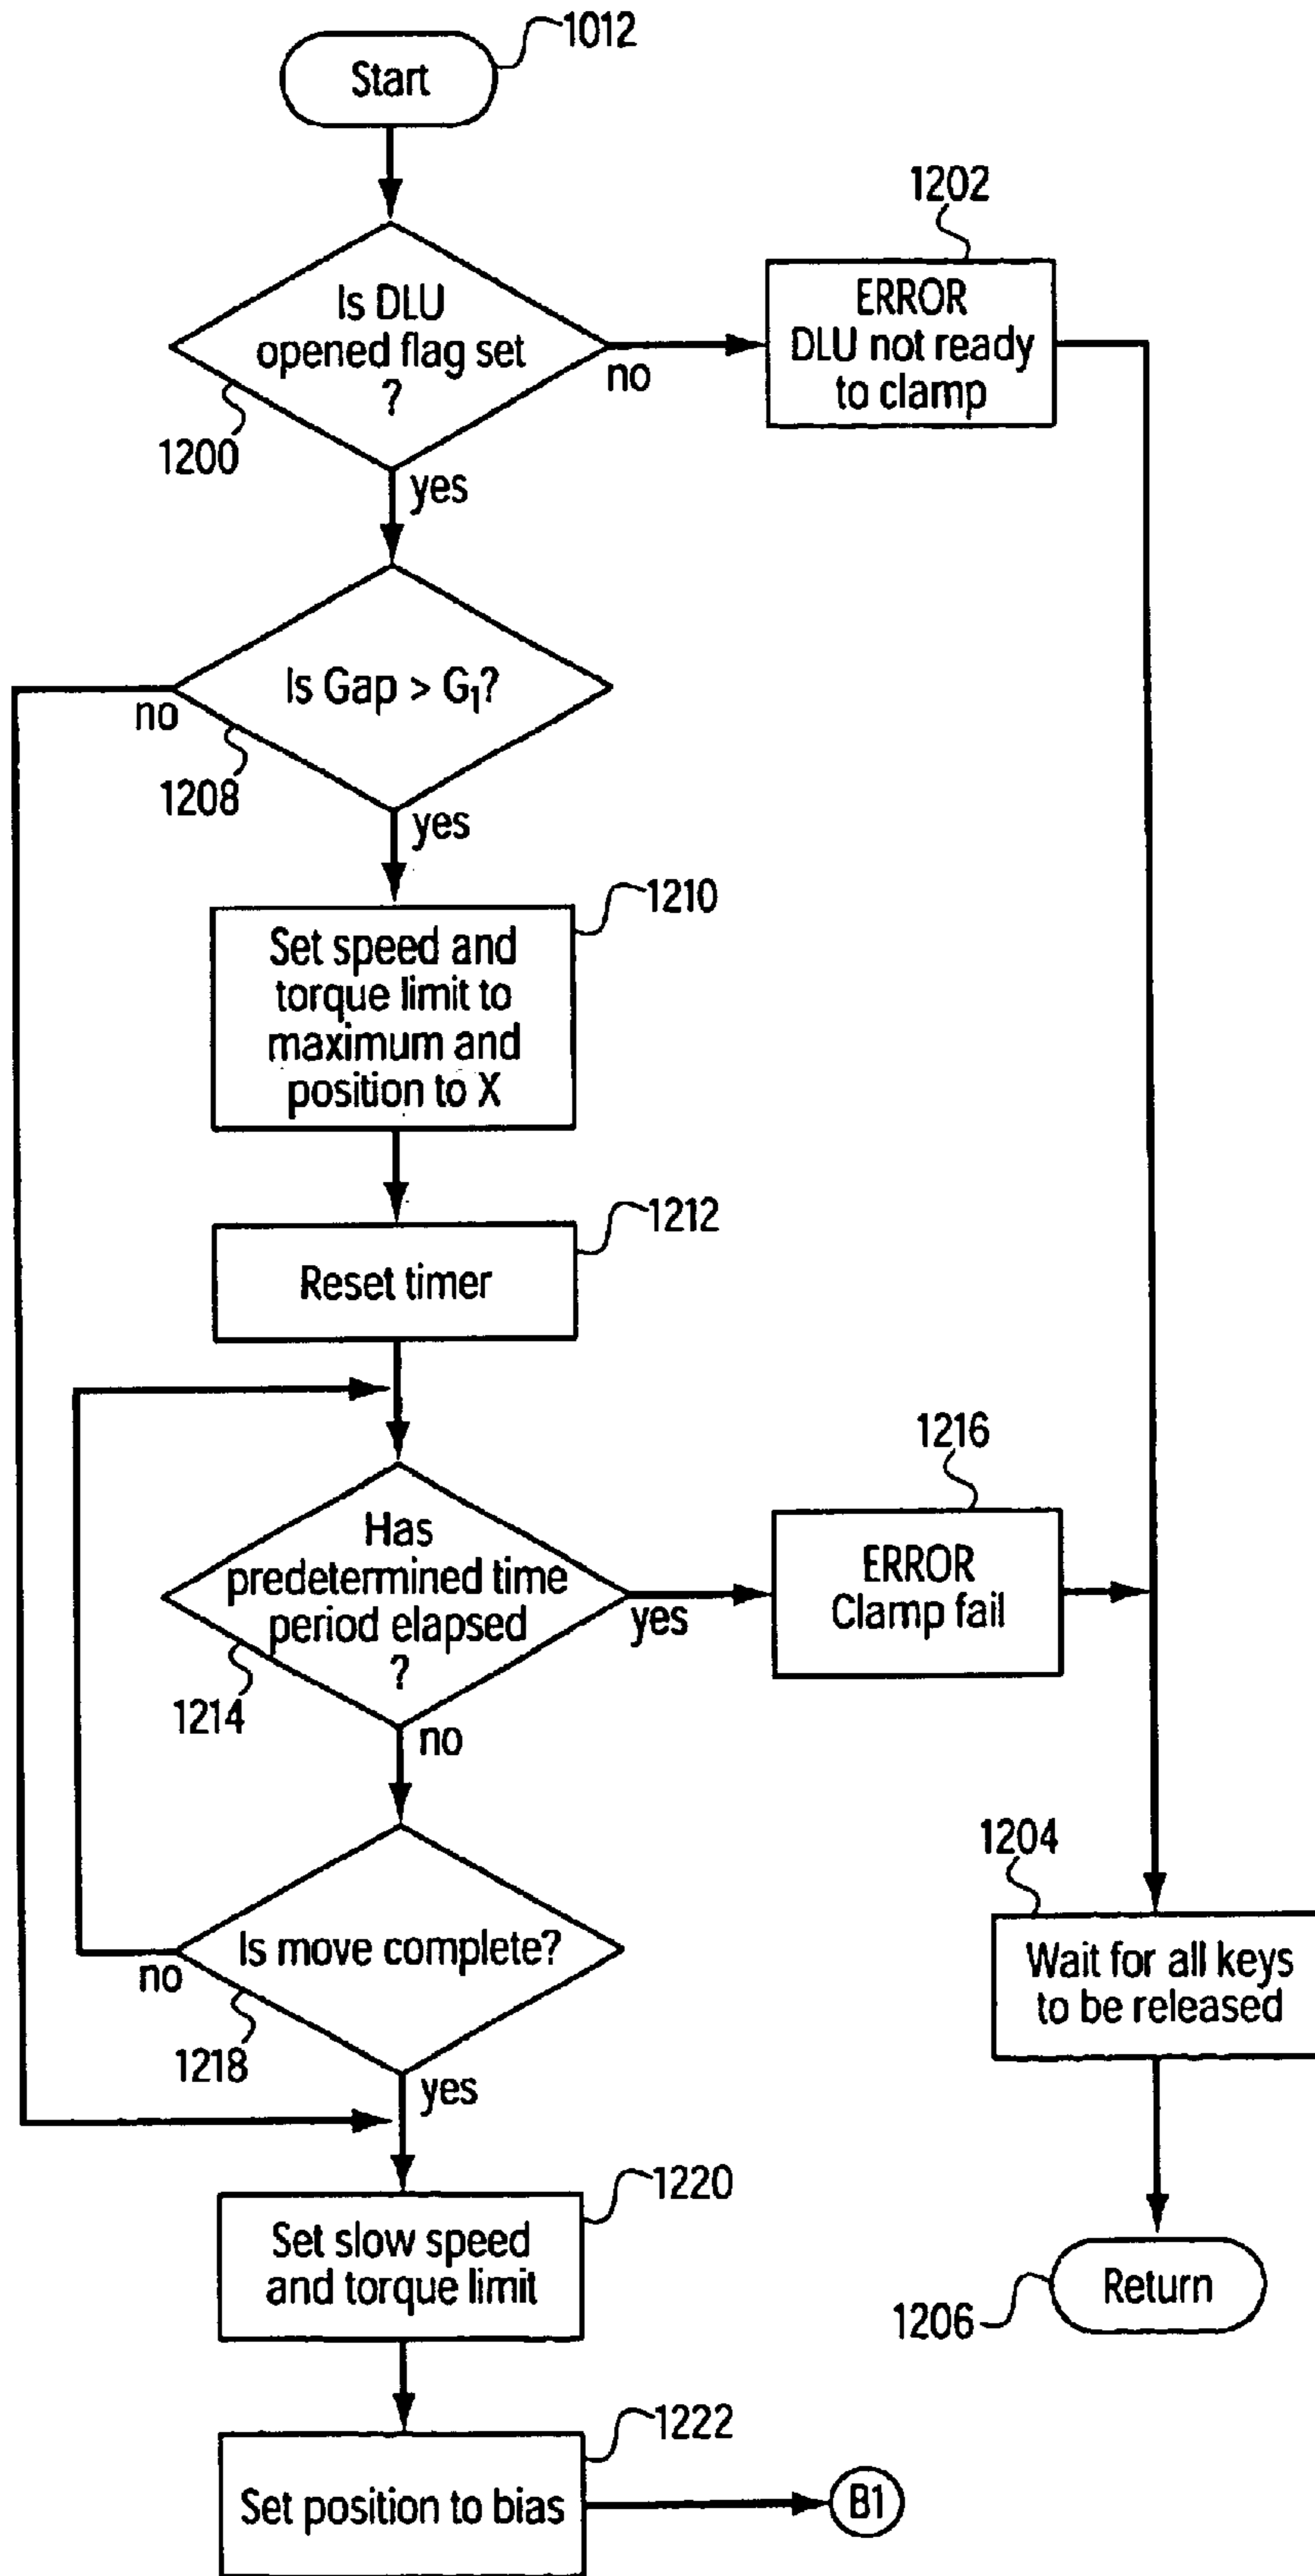 1012
Start
1202
Is DLU
opened flag set
?
no
1200
ERROR
DLU not ready
to clamp
yes
Is Gap > G₁?
no
1208
yes
1210
Set speed and
torque limit to
maximum and
position to X
1212
Reset timer
1216
Has
predetermined time
period elapsed
?
yes
1214
ERROR
Clamp fail
no
1204
Is move complete?
no
1218
yes
Wait for all keys
to be released
1220
Set slow speed
and torque limit
Return
1206
1222
Set position to bias
B1